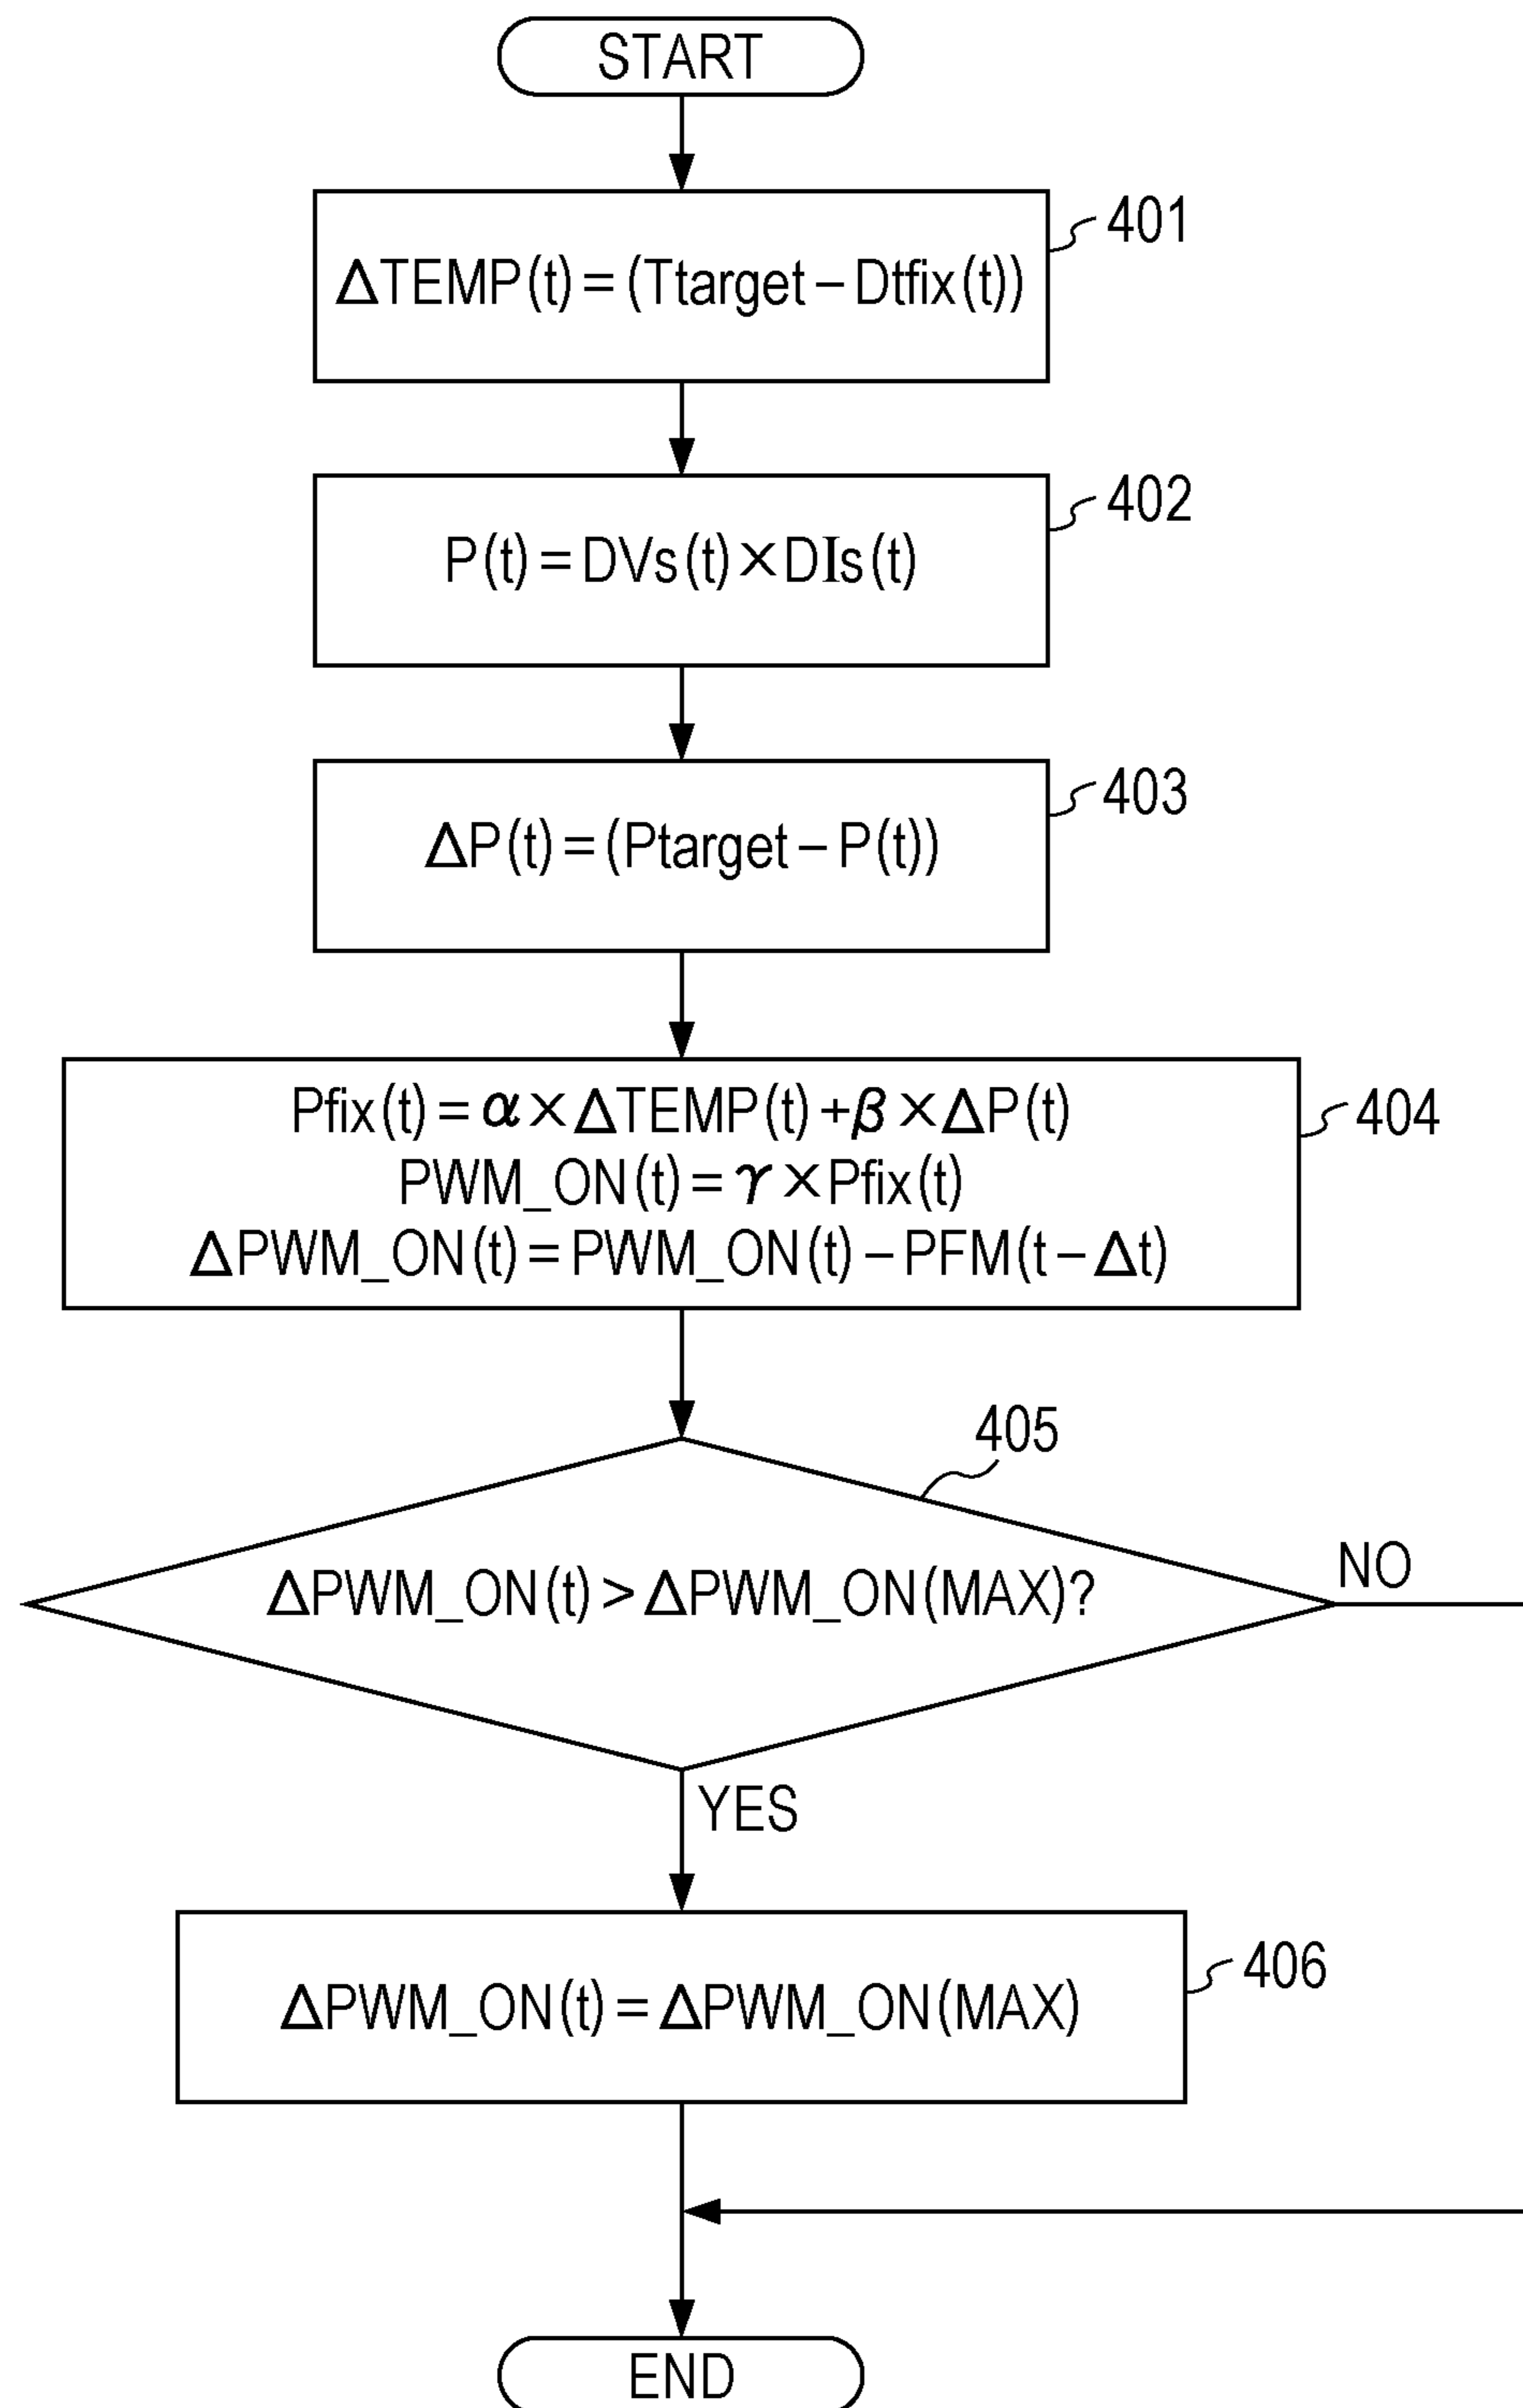 START
401
ΔTEMP(t)=(Ttarget−Dtfix(t))
402
P(t)=DVs(t)×DIs(t)
403
ΔP(t)=(Ptarget−P(t))
404
Pfix(t)=α×ΔTEMP(t)+β×ΔP(t)
PWM_ON(t)=γ×Pfix(t)
ΔPWM_ON(t)=PWM_ON(t)−PFM(t−Δt)
405
ΔPWM_ON(t)>ΔPWM_ON(MAX)?
NO
YES
406
ΔPWM_ON(t)=ΔPWM_ON(MAX)
END